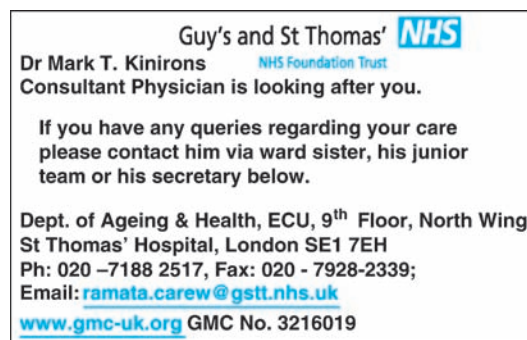 Guy's and St Thomas' NHS
NHS Foundation Trust
Dr Mark T. Kinirons
Consultant Physician is looking after you.
If you have any queries regarding your care
please contact him via ward sister, his junior
team or his secretary below.
Dept. of Ageing & Health, ECU, 9th Floor, North Wing
St Thomas' Hospital, London SE1 7EH
Ph: 020 –7188 2517, Fax: 020 - 7928-2339;
Email: ramata.carew@gstt.nhs.uk
www.gmc-uk.org GMC No. 3216019